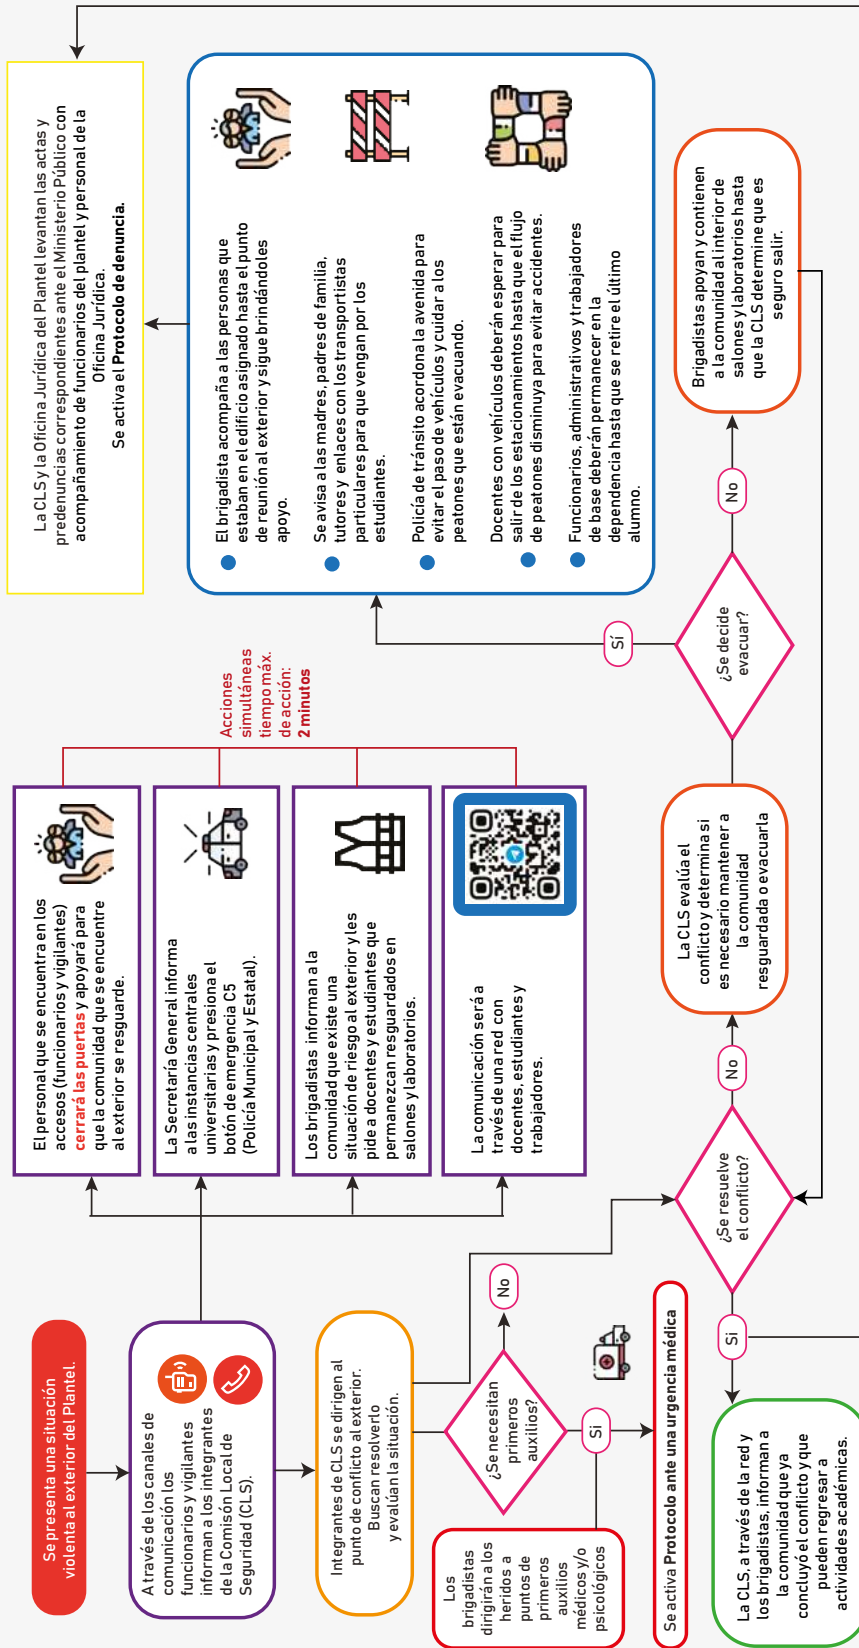 Se presenta una situación
violenta al exterior del Plantel.
A través de los canales de
comunicación los
funcionarios y vigilantes
informan a los integrantes
de la Comisón Local de
Seguridad (CLS).
El personal que se encuentra en los
accesos (funcionarios y vigilantes)
cerrará las puertas y apoyará para
que la comunidad que se encuentre
al exterior se resguarde.
La Secretaría General informa
a las instancias centrales
universitarias y presiona el
botón de emergencia C5
(Policía Municipal y Estatal).
Los brigadistas informan a la
comunidad que existe una
situación de riesgo al exterior y les
pide a docentes y estudiantes que
permanezcan resguardados en
salones y laboratorios.
La comunicación será a
través de una red con
docentes, estudiantes y
trabajadores.
Acciones
simultáneas
tiempo máx.
de acción:
2 minutos
Integrantes de CLS se dirigen al
punto de conflicto al exterior.
Buscan resolverlo
y evalúan la situación.
¿Se necesitan
primeros
auxilios?
No
Si
Los
brigadistas
dirigirán a los
heridos a
puntos de
primeros
auxilios
médicos y/o
psicológicos
Se activa Protocolo ante una urgencia médica
¿Se resuelve
el conflicto?
Si
No
La CLS, a través de la red y
los brigadistas, informan a
la comunidad que ya
concluyó el conflicto y que
pueden regresar a
actividades académicas.
La CLS evalúa el
conflicto y determina si
es necesario mantener a
la comunidad
resguardada o evacuarla
¿Se decide
evacuar?
Sí
No
Brigadistas apoyan y contienen
a la comunidad al interior de
salones y laboratorios hasta
que la CLS determine que es
seguro salir.
El brigadista acompaña a las personas que
estaban en el edificio asignado hasta el punto
de reunión al exterior y sigue brindándoles
apoyo.
Se avisa a las madres, padres de familia,
tutores y enlaces con los transportistas
particulares para que vengan por los
estudiantes.
Policía de tránsito acordona la avenida para
evitar el paso de vehículos y cuidar a los
peatones que están evacuando.
Docentes con vehículos deberán esperar para
salir de los estacionamientos hasta que el flujo
de peatones disminuya para evitar accidentes.
Funcionarios, administrativos y trabajadores
de base deberán permanecer en la
dependencia hasta que se retire el último
alumno.
La CLS y la Oficina Jurídica del Plantel levantan las actas y
predenuncias correspondientes ante el Ministerio Público con
acompañamiento de funcionarios del plantel y personal de la
Oficina Jurídica.
Se activa el Protocolo de denuncia.